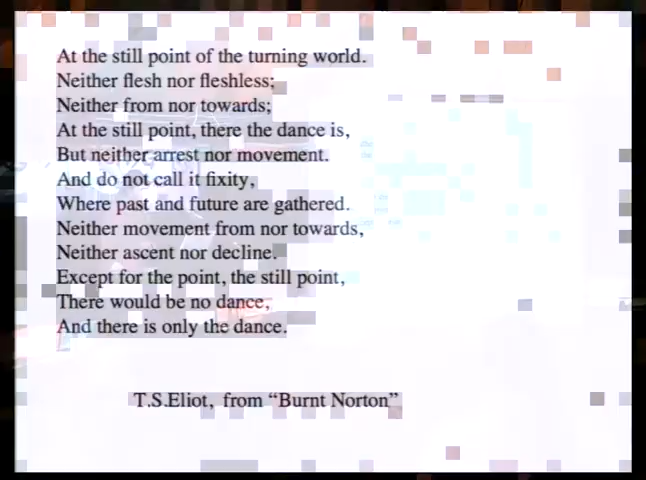 At the still point of the turning world.
Neither flesh nor fleshless;
Neither from nor towards;
At the still point, there the dance is,
But neither arrest nor movement.
And do not call it fixity,
Where past and future are gathered.
Neither movement from nor towards,
Neither ascent nor decline.
Except for the point, the still point,
There would be no dance,
And there is only the dance.
T.S.Eliot, from “Burnt Norton”